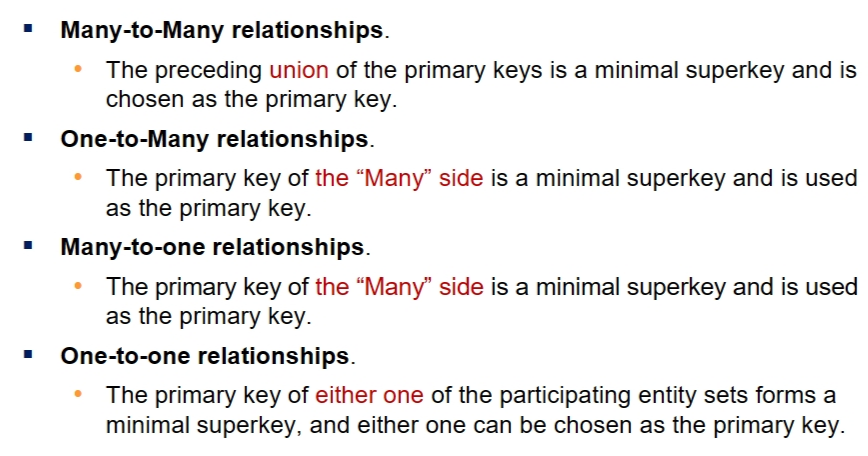 Many-to-Many relationships.
The preceding union of the primary keys is a minimal superkey and is
chosen as the primary key.
One-to-Many relationships.
The primary key of the “Many” side is a minimal superkey and is used
as the primary key.
Many-to-one relationships.
The primary key of the “Many” side is a minimal superkey and is used
as the primary key.
One-to-one relationships.
The primary key of either one of the participating entity sets forms a
minimal superkey, and either one can be chosen as the primary key.